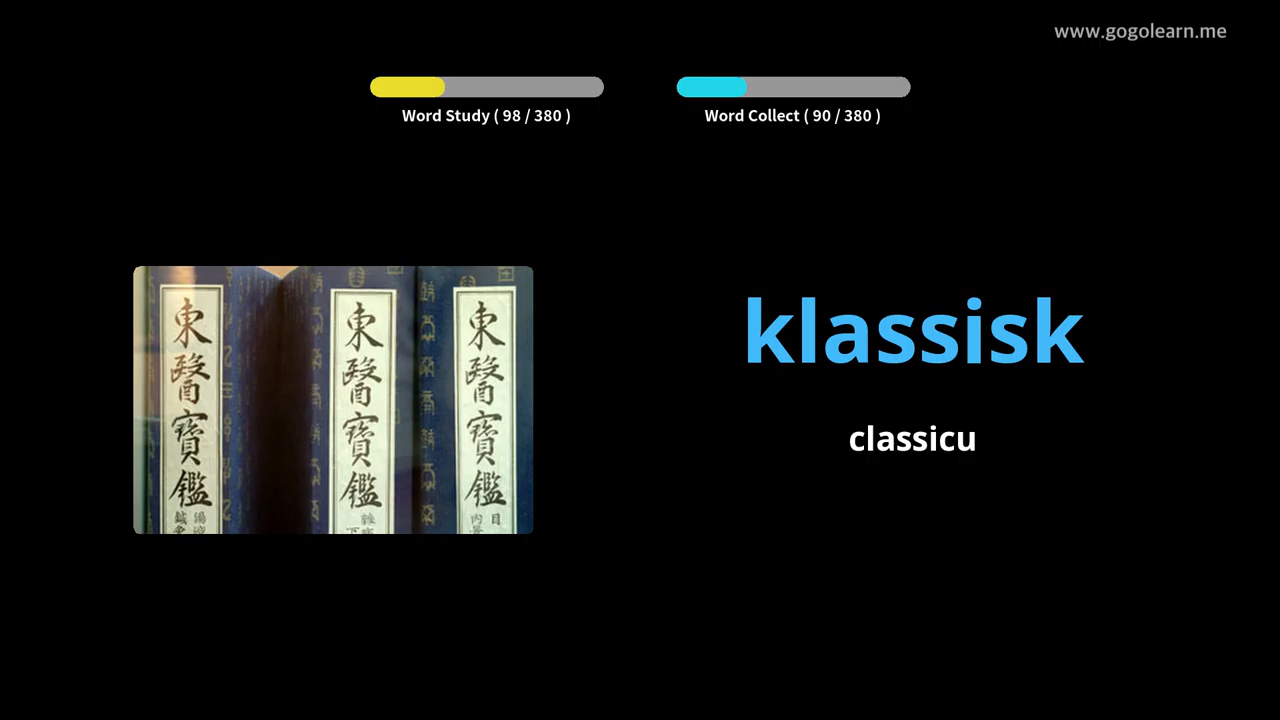 www.gogolearn.me
Word Study ( 98 / 380 )
Word Collect ( 90 / 380 )
東醫寶鑑
東醫寶鑑
東醫寶鑑
klassisk
classicu